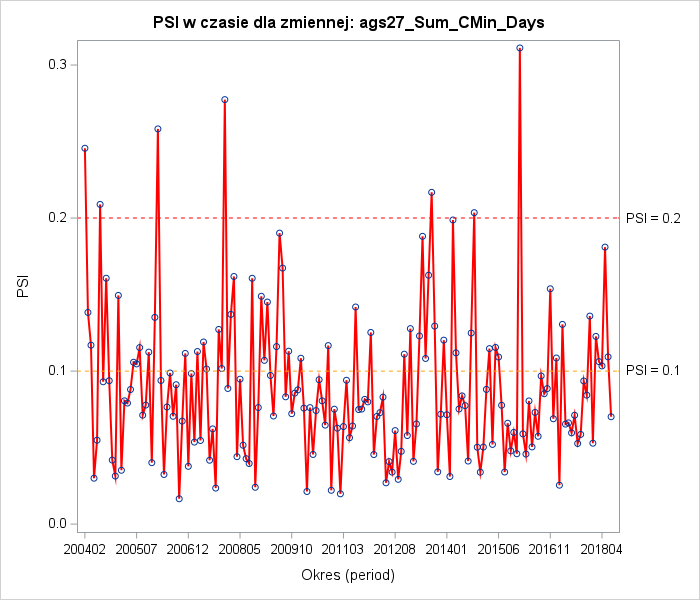 PSI w czasie dla zmiennej: ags27_Sum_CMin_Days
0.3
0.2
0.1
0.0
PSI
PSI = 0.2
PSI = 0.1
200402 200507 200612 200805 200910 201103 201208 201401 201506 201611 201804
Okres (period)